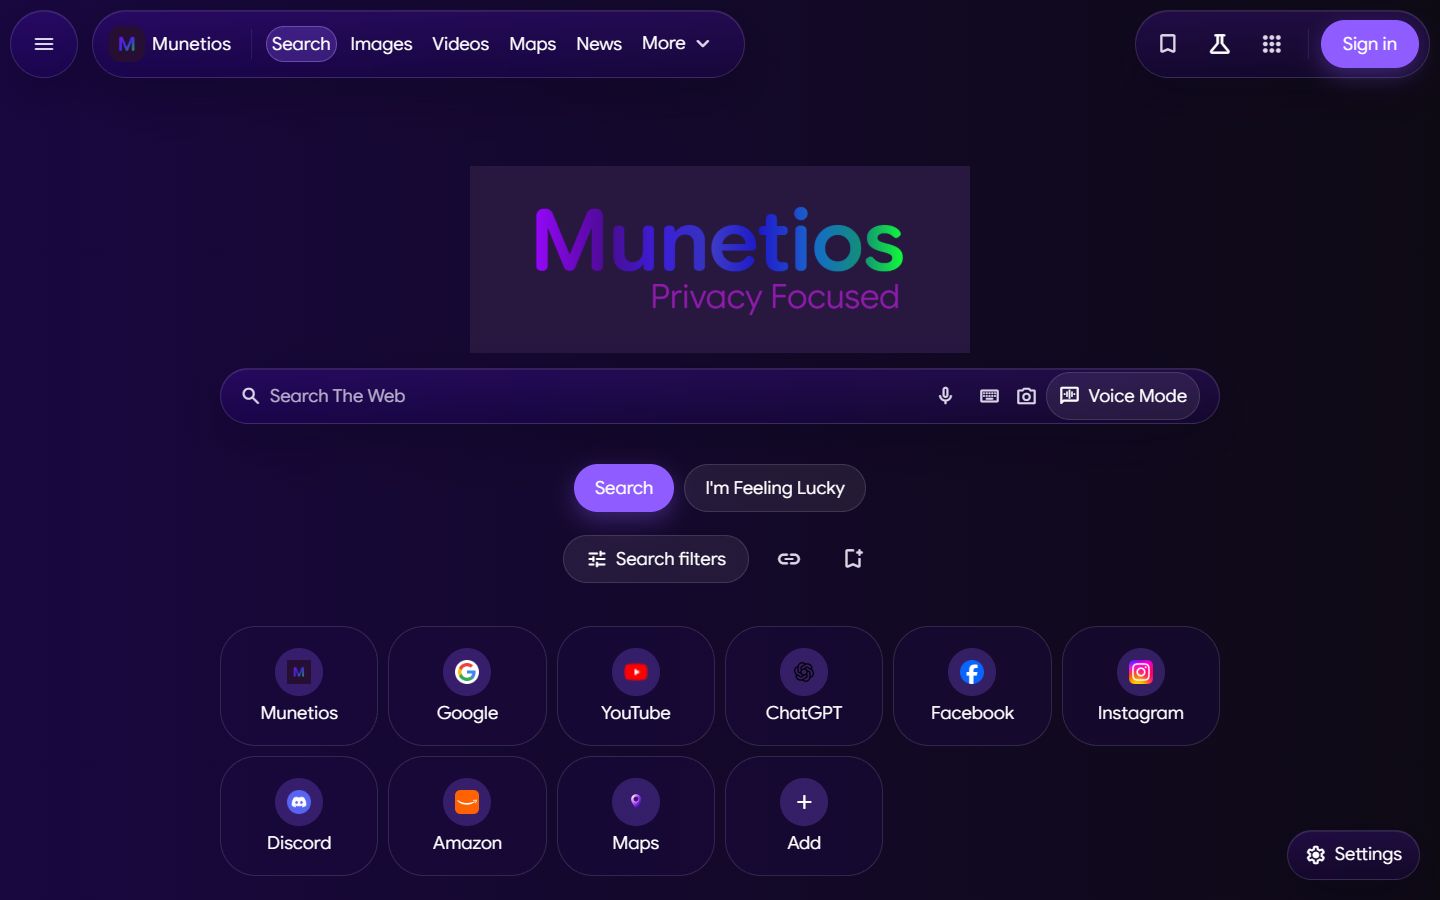 M Munetios Search Images Videos Maps News More Sign in
Munetios
Privacy Focused
Search The Web Voice Mode
Search I'm Feeling Lucky
Search filters
M
Munetios Google YouTube ChatGPT Facebook Instagram
Discord Amazon Maps Add
Settings